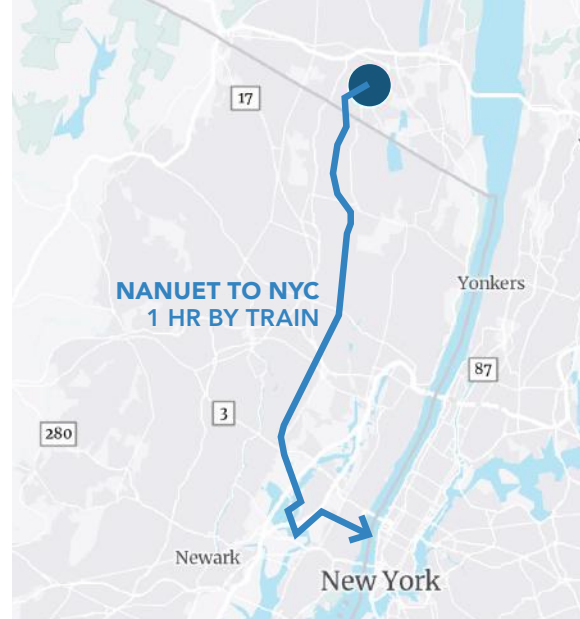 17
NANUET TO NYC
1 HR BY TRAIN
Yonkers
87
3
280
Newark
New York